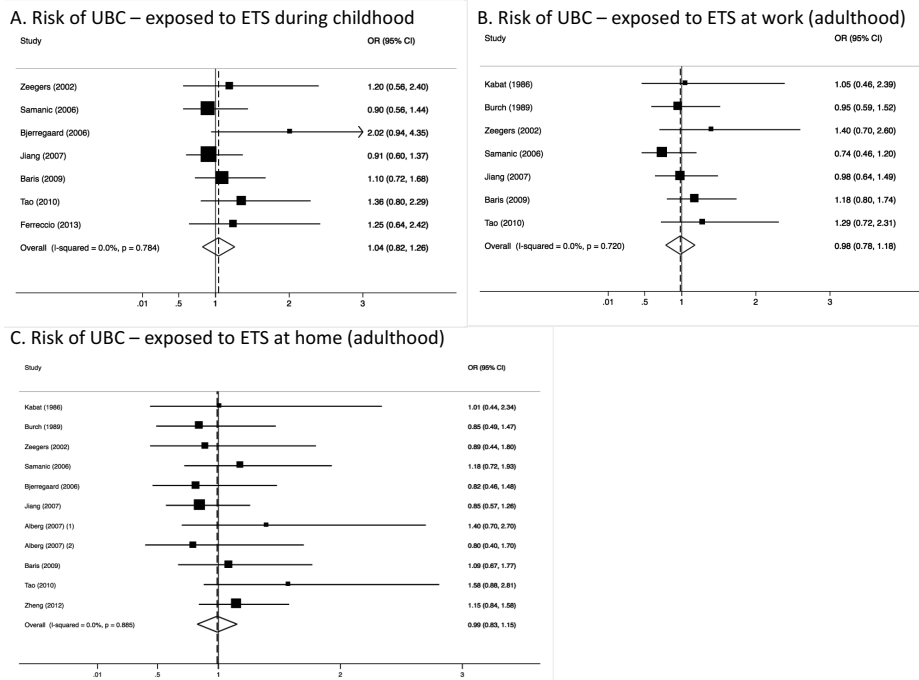 A. Risk of UBC – exposed to ETS during childhood
Study OR (95% CI)
Zeegers (2002) 1.20 (0.56, 2.40)
Samanic (2006) 0.90 (0.56, 1.44)
Bjerregaard (2006) 2.02 (0.94, 4.35)
Jiang (2007) 0.91 (0.60, 1.37)
Baris (2009) 1.10 (0.72, 1.68)
Tao (2010) 1.36 (0.80, 2.29)
Ferreccio (2013) 1.25 (0.64, 2.42)
Overall (I-squared = 0.0%, p = 0.784) 1.04 (0.82, 1.26)
.01 .5 1 2 3
B. Risk of UBC – exposed to ETS at work (adulthood)
Study OR (95% CI)
Kabat (1986) 1.05 (0.46, 2.39)
Burch (1989) 0.95 (0.59, 1.52)
Zeegers (2002) 1.40 (0.70, 2.60)
Samanic (2006) 0.74 (0.46, 1.20)
Jiang (2007) 0.98 (0.64, 1.49)
Baris (2009) 1.18 (0.80, 1.74)
Tao (2010) 1.29 (0.72, 2.31)
Overall (I-squared = 0.0%, p = 0.720) 0.98 (0.78, 1.18)
.01 .5 1 2 3
C. Risk of UBC – exposed to ETS at home (adulthood)
Study OR (95% CI)
Kabat (1986) 1.01 (0.44, 2.34)
Burch (1989) 0.85 (0.49, 1.47)
Zeegers (2002) 0.89 (0.44, 1.80)
Samanic (2006) 1.18 (0.72, 1.93)
Bjerregaard (2006) 0.82 (0.46, 1.48)
Jiang (2007) 0.85 (0.57, 1.26)
Alberg (2007) (1) 1.40 (0.70, 2.70)
Alberg (2007) (2) 0.80 (0.40, 1.70)
Baris (2009) 1.09 (0.67, 1.77)
Tao (2010) 1.58 (0.88, 2.81)
Zheng (2012) 1.15 (0.84, 1.58)
Overall (I-squared = 0.0%, p = 0.885) 0.99 (0.83, 1.15)
.01 .5 1 2 3